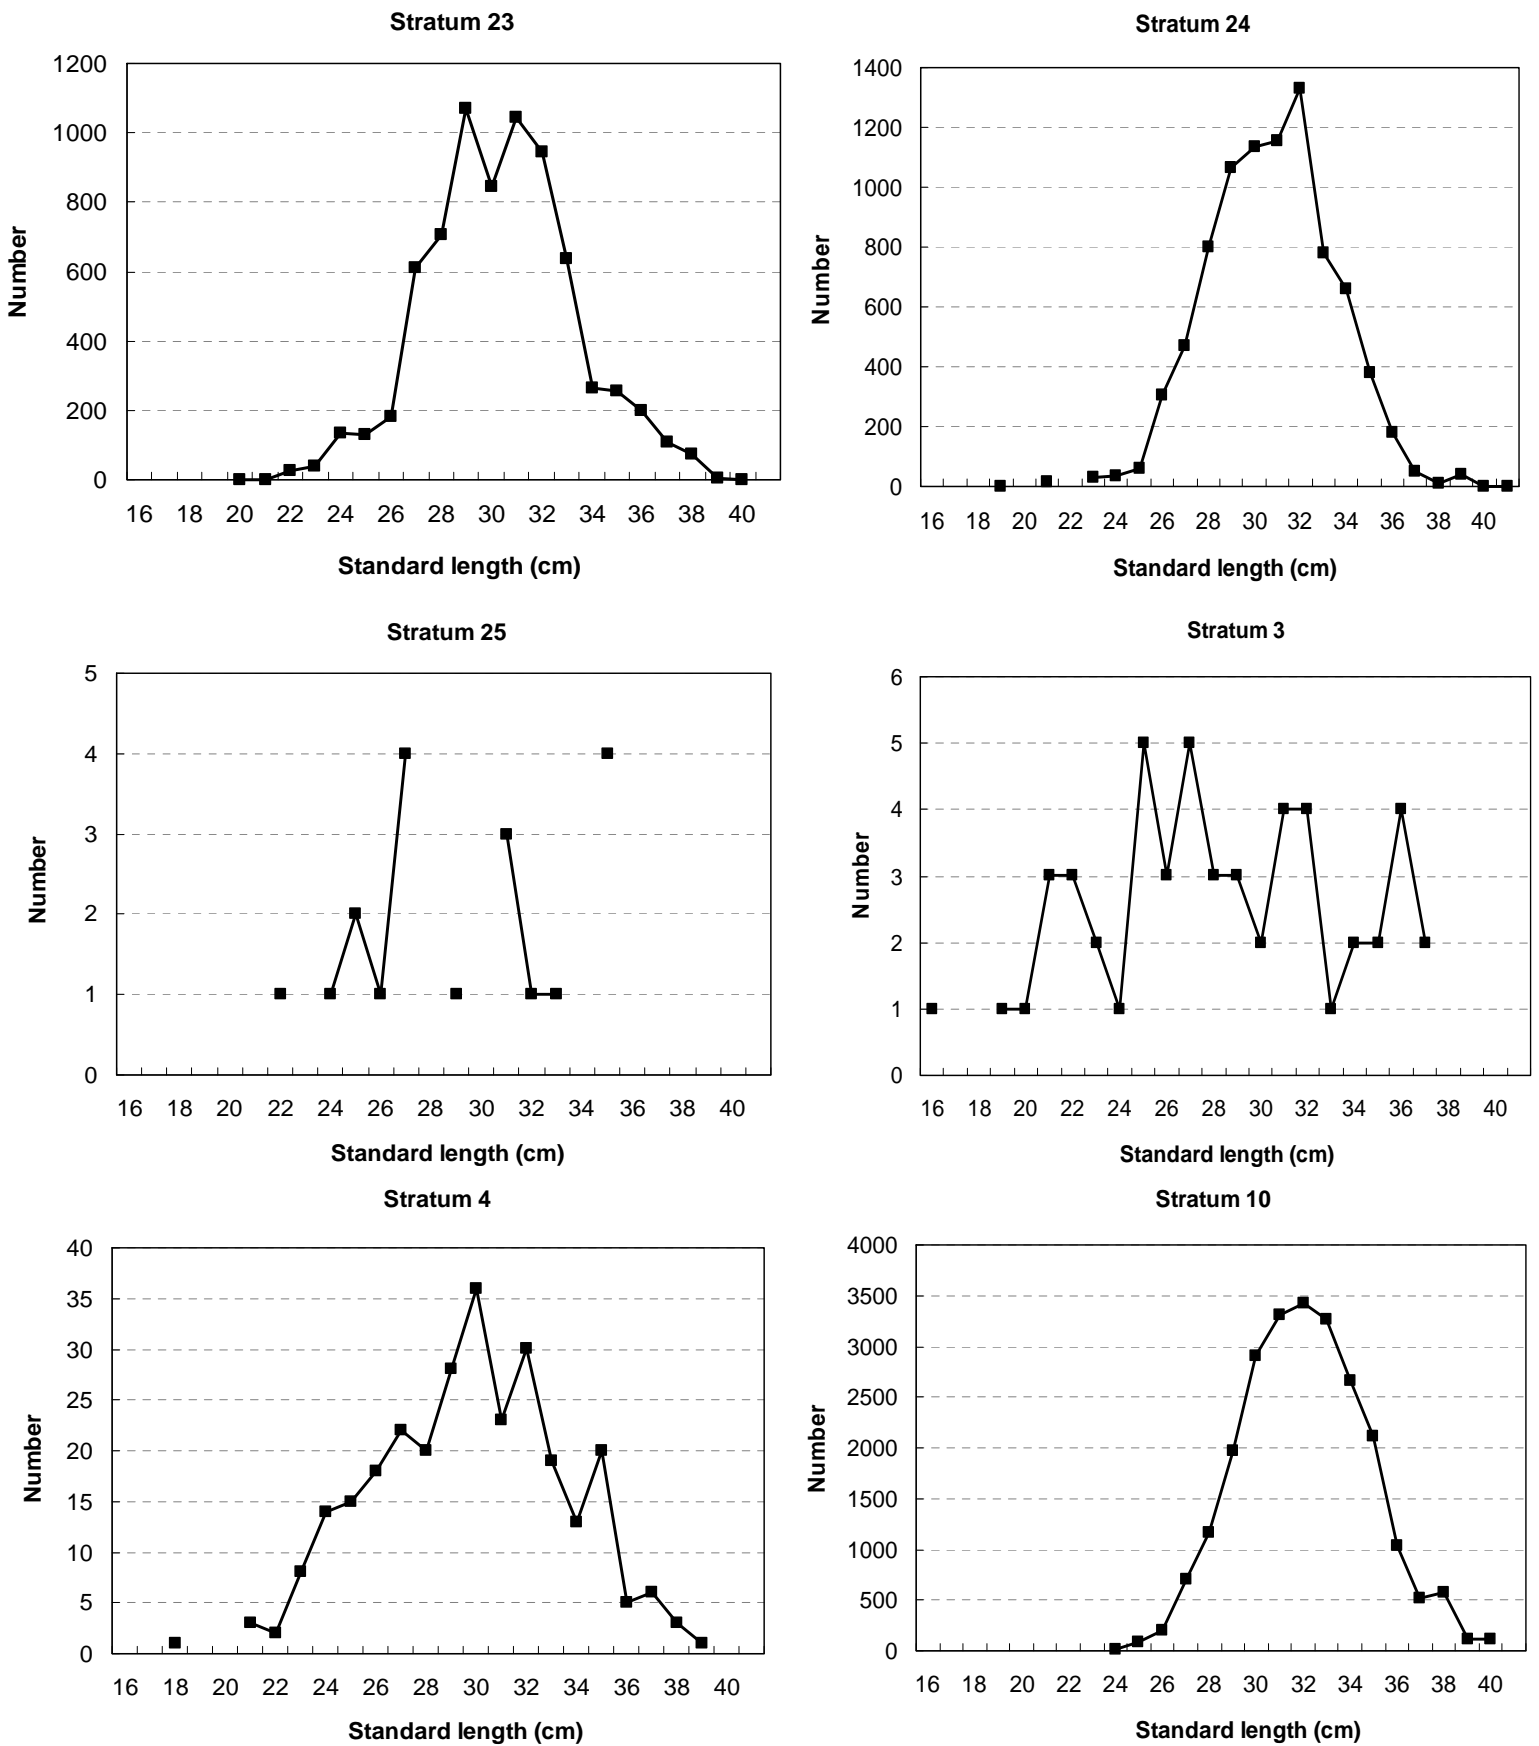 Stratum 23
1200
1000
800
600
400
200
0
Number
16 18 20 22 24 26 28 30 32 34 36 38 40
Standard length (cm)
Stratum 24
1400
1200
1000
800
600
400
200
0
Number
16 18 20 22 24 26 28 30 32 34 36 38 40
Standard length (cm)
Stratum 25
5
4
3
2
1
0
Number
16 18 20 22 24 26 28 30 32 34 36 38 40
Standard length (cm)
Stratum 3
6
5
4
3
2
1
0
Number
16 18 20 22 24 26 28 30 32 34 36 38 40
Standard length (cm)
Stratum 4
40
35
30
25
20
15
10
5
0
Number
16 18 20 22 24 26 28 30 32 34 36 38 40
Standard length (cm)
Stratum 10
4000
3500
3000
2500
2000
1500
1000
500
0
Number
16 18 20 22 24 26 28 30 32 34 36 38 40
Standard length (cm)